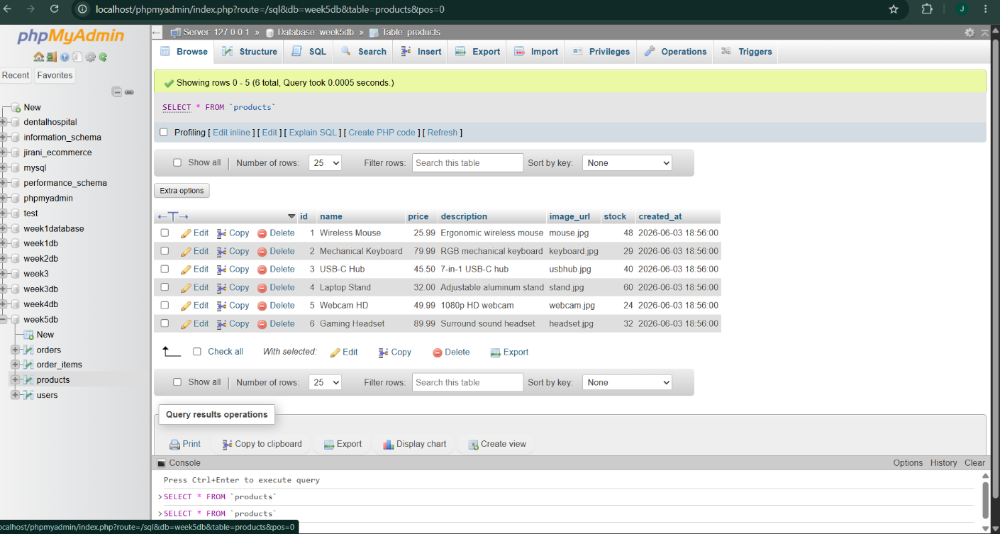 localhost/phpmyadmin/index.php?route=/sql&db=week5db&table=products&pos=0
J
phpMyAdmin
Recent Favorites
New
dentalhospital
information_schema
jirani_ecommerce
mysql
performance_schema
phpmyadmin
test
week1database
week1db
week2db
week3
week3db
week4db
week5db
New
orders
order_items
products
users
Server: 127.0.0.1 » Database: week5db » Table: products
Browse Structure SQL Search Insert Export Import Privileges Operations Triggers
Showing rows 0 - 5 (6 total, Query took 0.0005 seconds.)
SELECT * FROM `products`
Profiling [ Edit inline ] [ Edit ] [ Explain SQL ] [ Create PHP code ] [ Refresh ]
Show all Number of rows: 25 Filter rows: Search this table Sort by key: None
Extra options
id name price description image_url stock created_at
Edit Copy Delete 1 Wireless Mouse 25.99 Ergonomic wireless mouse mouse.jpg 48 2026-06-03 18:56:00
Edit Copy Delete 2 Mechanical Keyboard 79.99 RGB mechanical keyboard keyboard.jpg 29 2026-06-03 18:56:00
Edit Copy Delete 3 USB-C Hub 45.50 7-in-1 USB-C hub usbhub.jpg 40 2026-06-03 18:56:00
Edit Copy Delete 4 Laptop Stand 32.00 Adjustable aluminum stand stand.jpg 60 2026-06-03 18:56:00
Edit Copy Delete 5 Webcam HD 49.99 1080p HD webcam webcam.jpg 24 2026-06-03 18:56:00
Edit Copy Delete 6 Gaming Headset 89.99 Surround sound headset headset.jpg 32 2026-06-03 18:56:00
Check all With selected: Edit Copy Delete Export
Show all Number of rows: 25 Filter rows: Search this table Sort by key: None
Query results operations
Print Copy to clipboard Export Display chart Create view
Console Options History Clear
Press Ctrl+Enter to execute query
>SELECT * FROM `products`
>SELECT * FROM `products`
ocalhost/phpmyadmin/index.php?route=/sql&db=week5db&table=products&pos=0